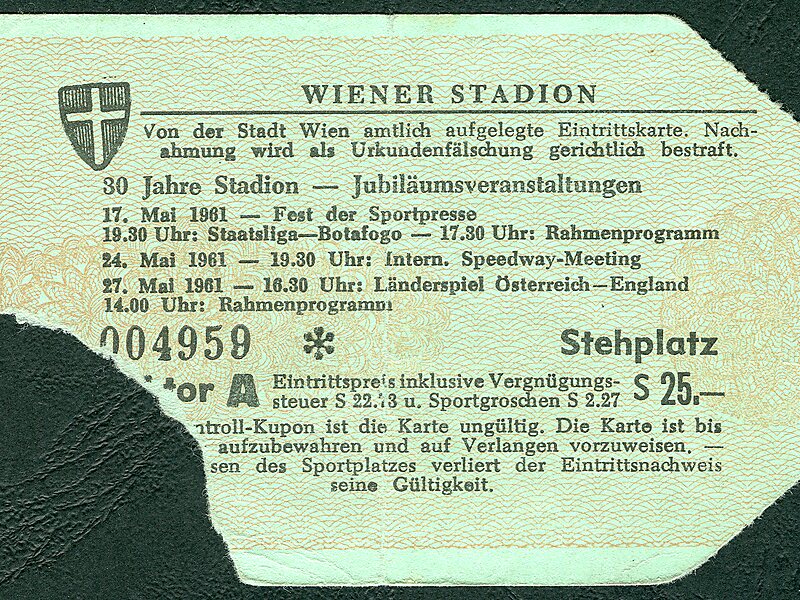 WIENER STADION
Von der Stadt Wien amtlich aufgelegte Eintrittskarte. Nach-
ahmung wird als Urkundenfälschung gerichtlich bestraft.
30 Jahre Stadion — Jubiläumsveranstaltungen
17. Mai 1961 — Fest der Sportpresse
19.30 Uhr: Staatsliga—Botafogo — 17.30 Uhr: Rahmenprogramm
24. Mai 1961 — 19.30 Uhr: Intern. Speedway-Meeting
27. Mai 1961 — 16.30 Uhr: Länderspiel Österreich—England
14.00 Uhr: Rahmenprogramm
004959 * Stehplatz
tor A Eintrittspreis inklusive Vergnügungs- S 25.—
steuer S 22.73 u. Sportgroschen S 2.27
ntroll-Kupon ist die Karte ungültig. Die Karte ist bis
aufzubewahren und auf Verlangen vorzuweisen. —
sen des Sportplatzes verliert der Eintrittsnachweis
seine Gültigkeit.